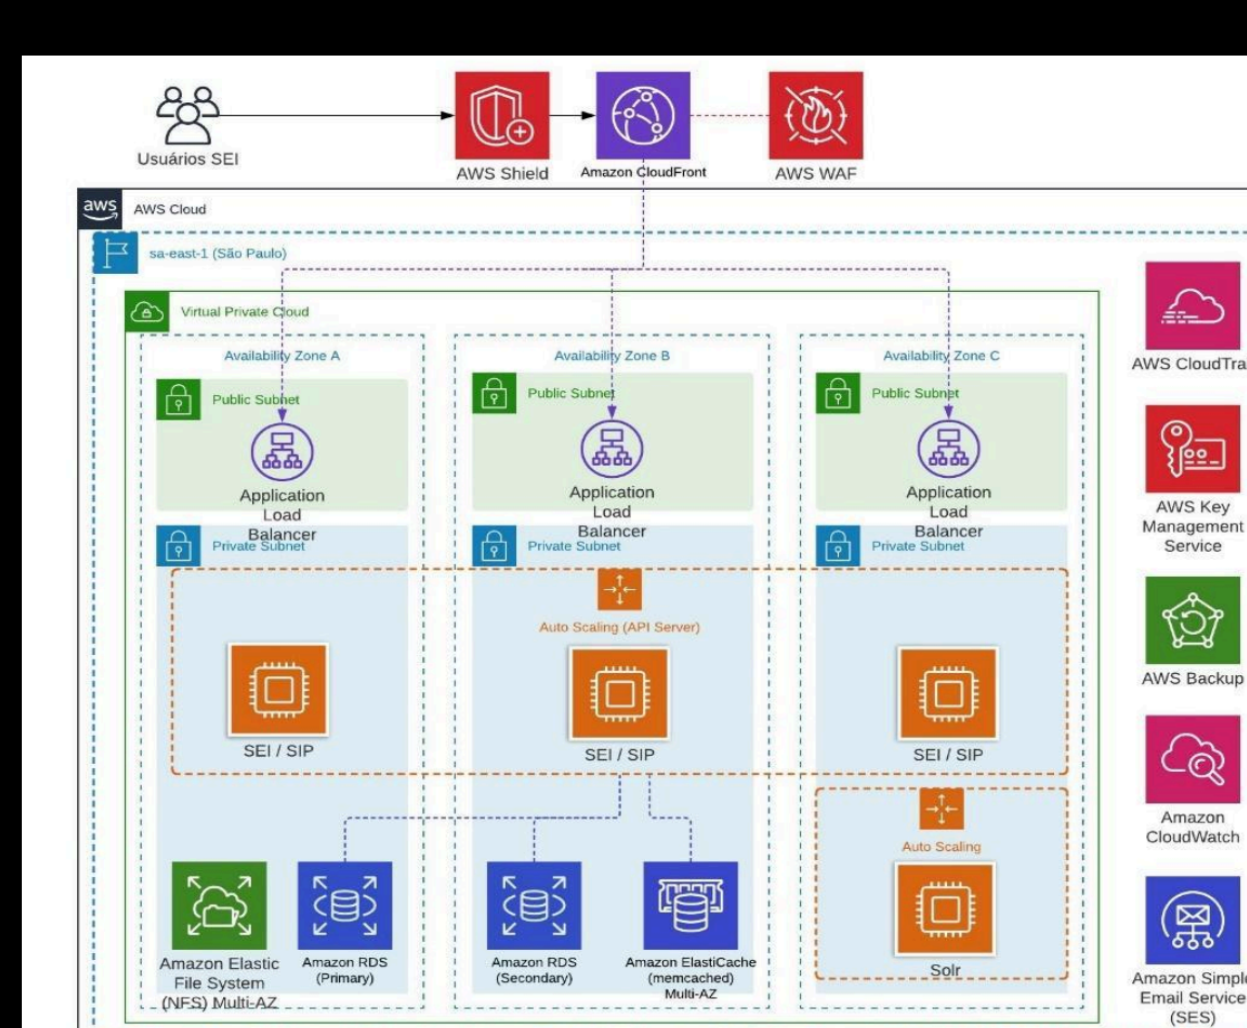 Usuários SEI
AWS Shield
Amazon CloudFront
AWS WAF
aws
AWS Cloud
sa-east-1 (São Paulo)
Virtual Private Cloud
Availability Zone A
Availability Zone B
Availability Zone C
Public Subnet
Public Subnet
Public Subnet
Application
Load
Balancer
Application
Load
Balancer
Application
Load
Balancer
Private Subnet
Private Subnet
Private Subnet
Auto Scaling (API Server)
SEI / SIP
SEI / SIP
SEI / SIP
Auto Scaling
Solr
Amazon Elastic
File System
(NFS) Multi-AZ
Amazon RDS
(Primary)
Amazon RDS
(Secondary)
Amazon ElastiCache
(memcached)
Multi-AZ
AWS CloudTra
AWS Key
Management
Service
AWS Backup
Amazon
CloudWatch
Amazon Simple
Email Service
(SES)